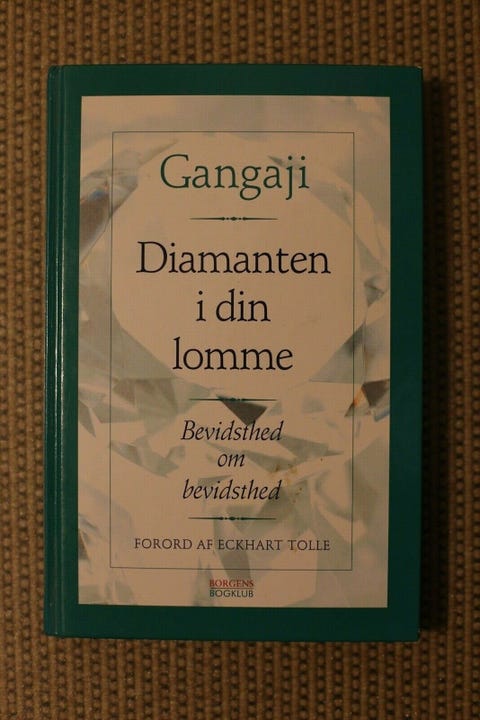 Gangaji
Diamanten
i din
lomme
Bevidsthed
om
bevidsthed
FORORD AF ECKHART TOLLE
BORGENS
BOGKLUB